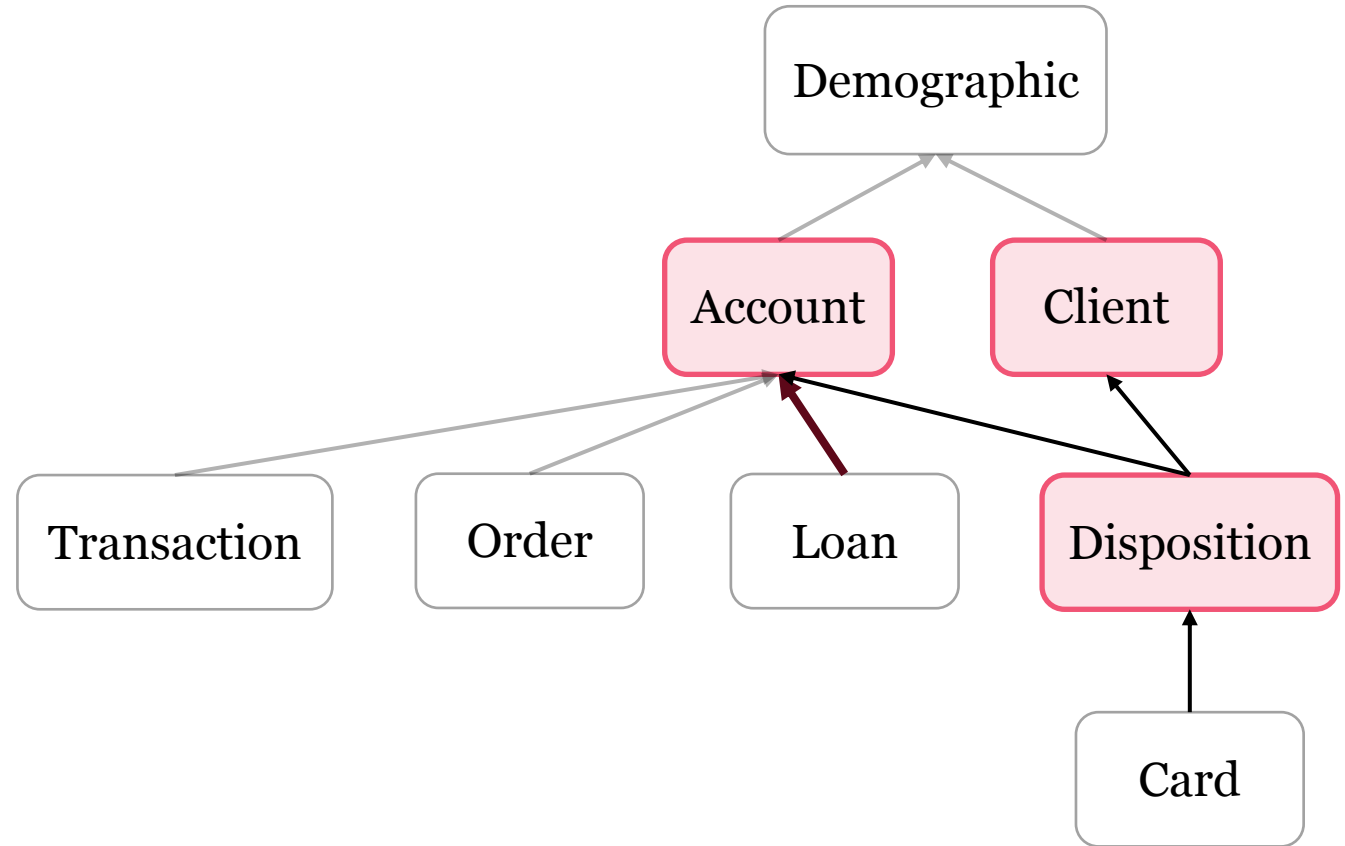 Demographic
Account
Client
Transaction
Order
Loan
Disposition
Card